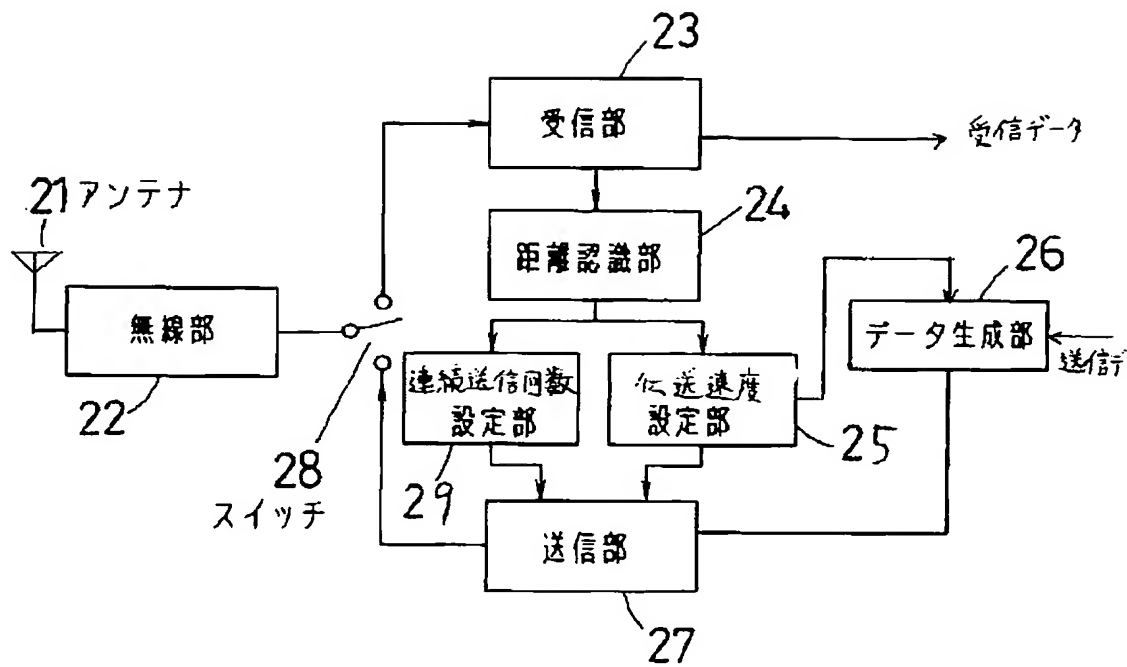 23
受信部
受信データ
21 アンテナ
24
距離認識部
26
無線部
データ生成部
送信デ
22
連続送信回数
設定部
伝送速度
設定部
25
28
スイッチ
29
送信部
27